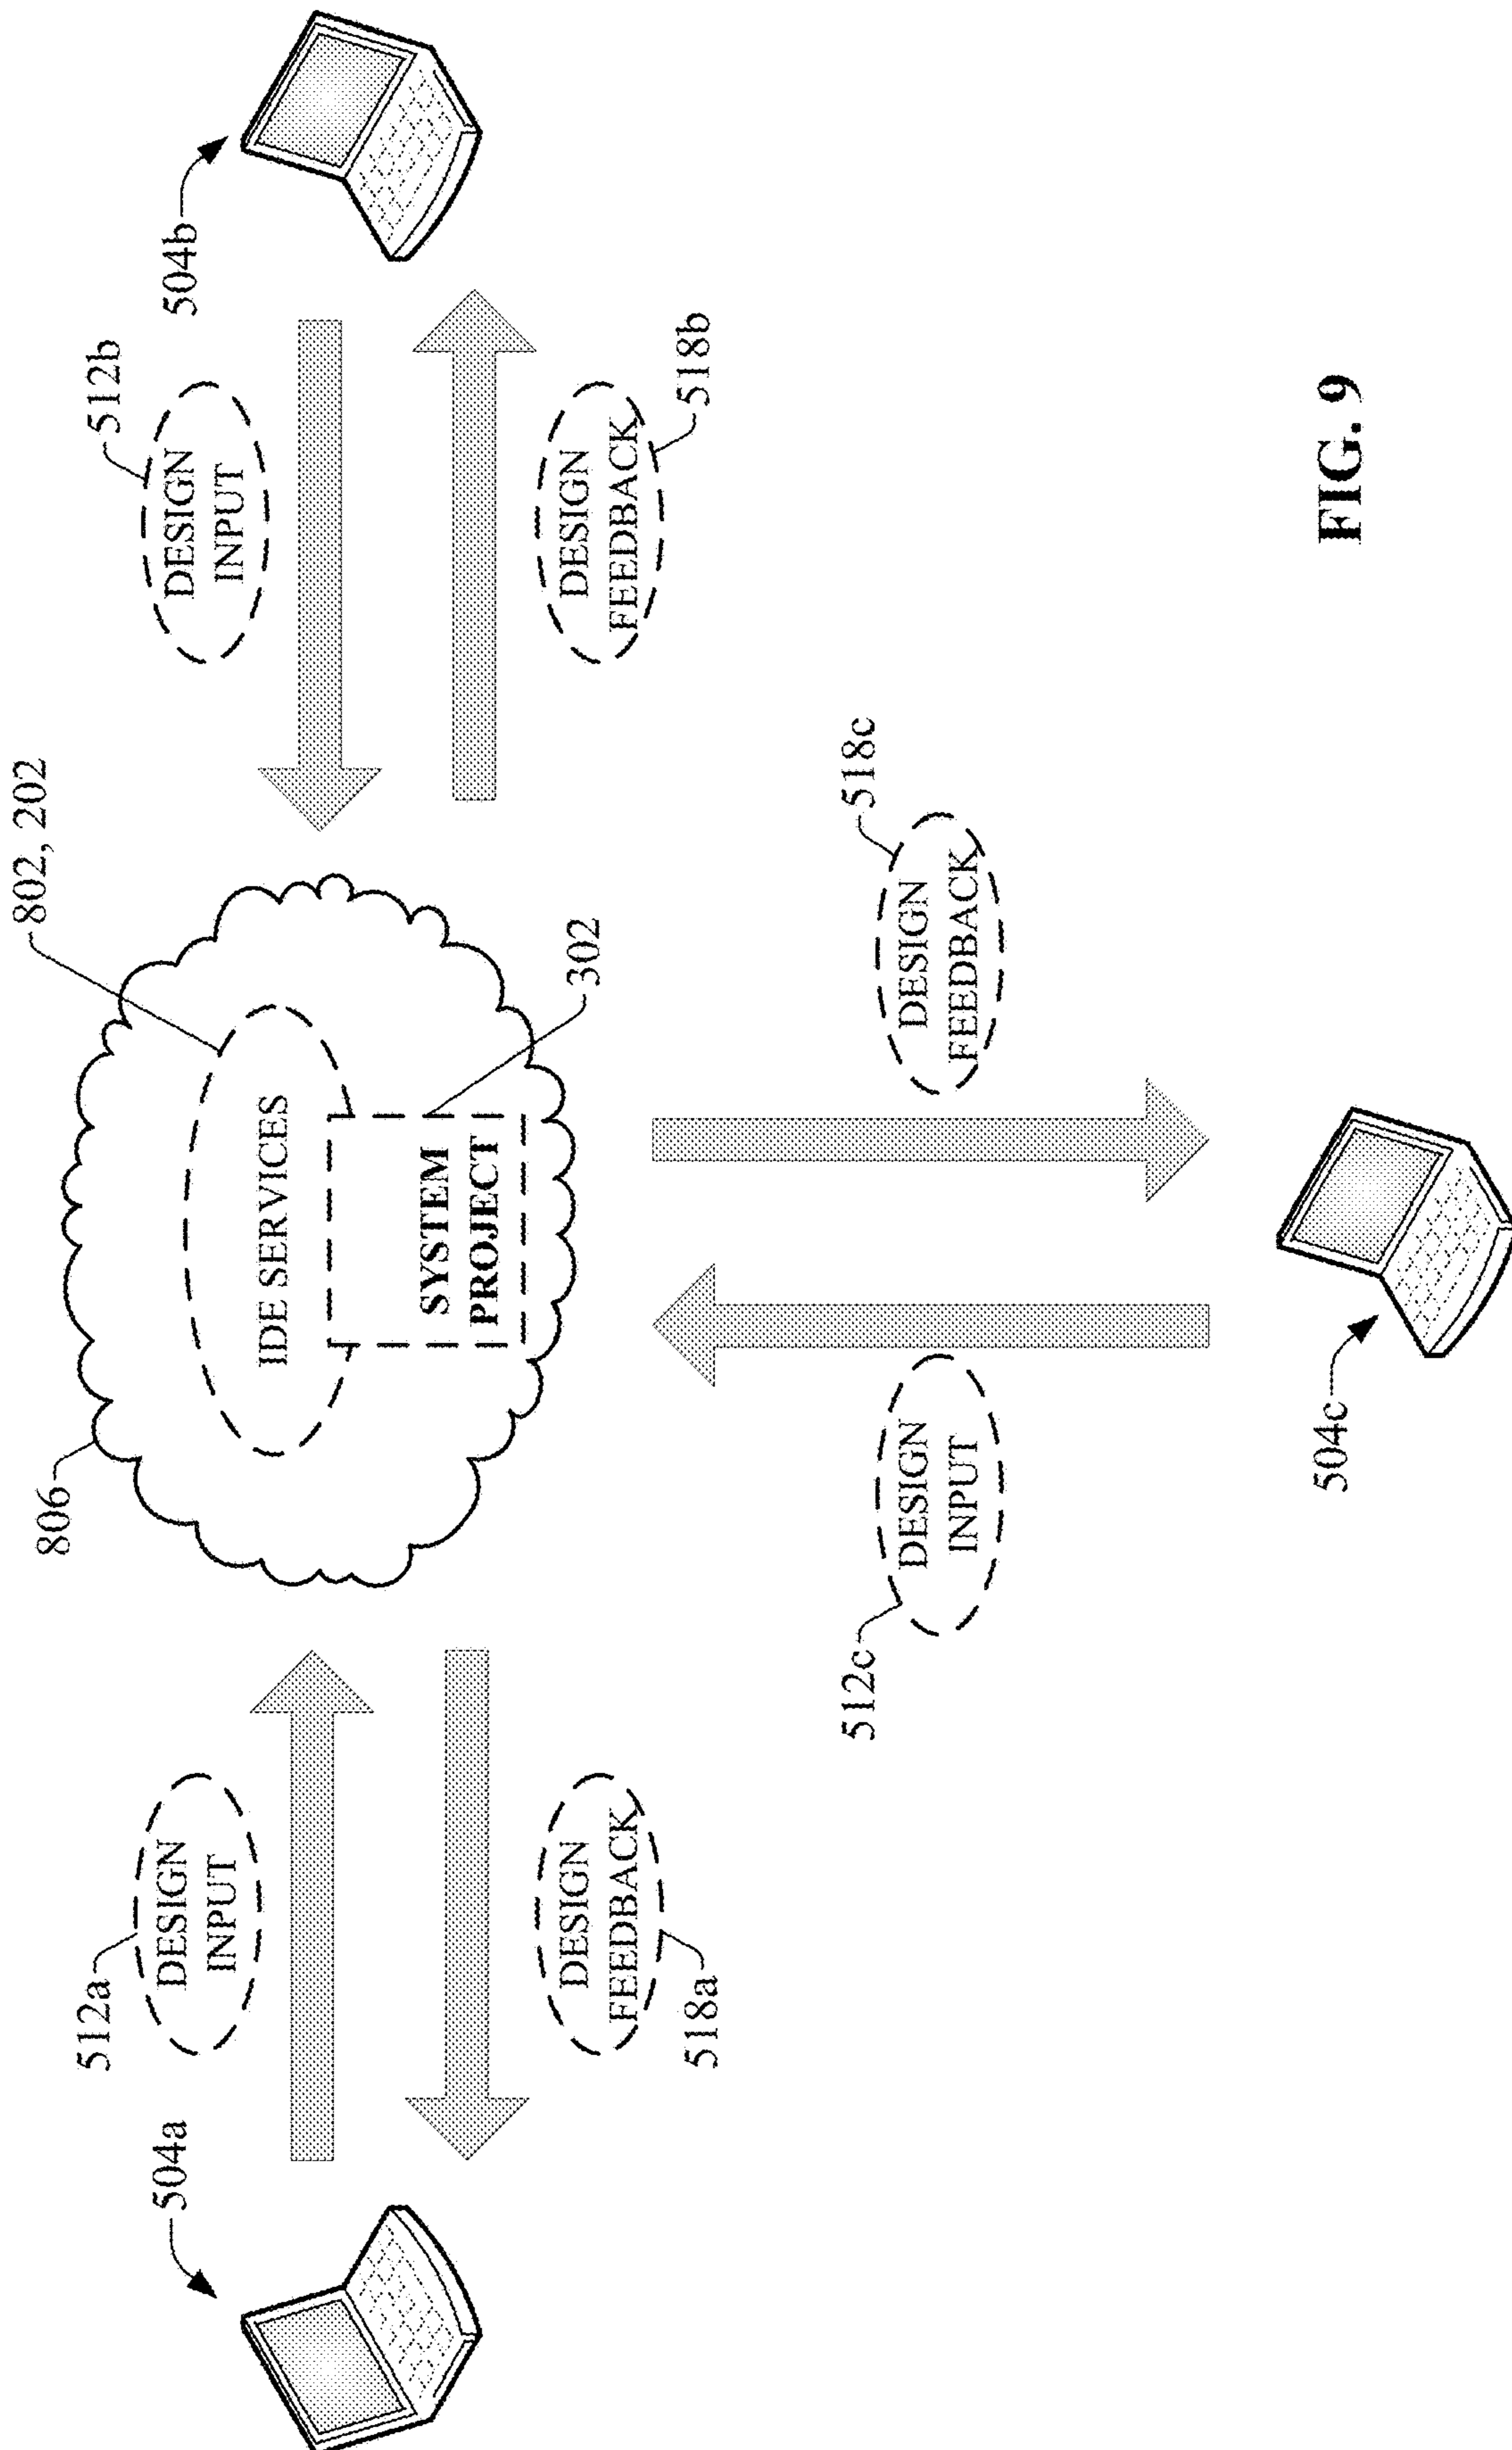 802, 202
806
IDE SERVICES
SYSTEM
PROJECT
302
504a
512a
DESIGN
INPUT
DESIGN
FEEDBACK
518a
512b
DESIGN
INPUT
504b
DESIGN
FEEDBACK
518b
512c
DESIGN
INPUT
518c
DESIGN
FEEDBACK
504c
FIG. 9